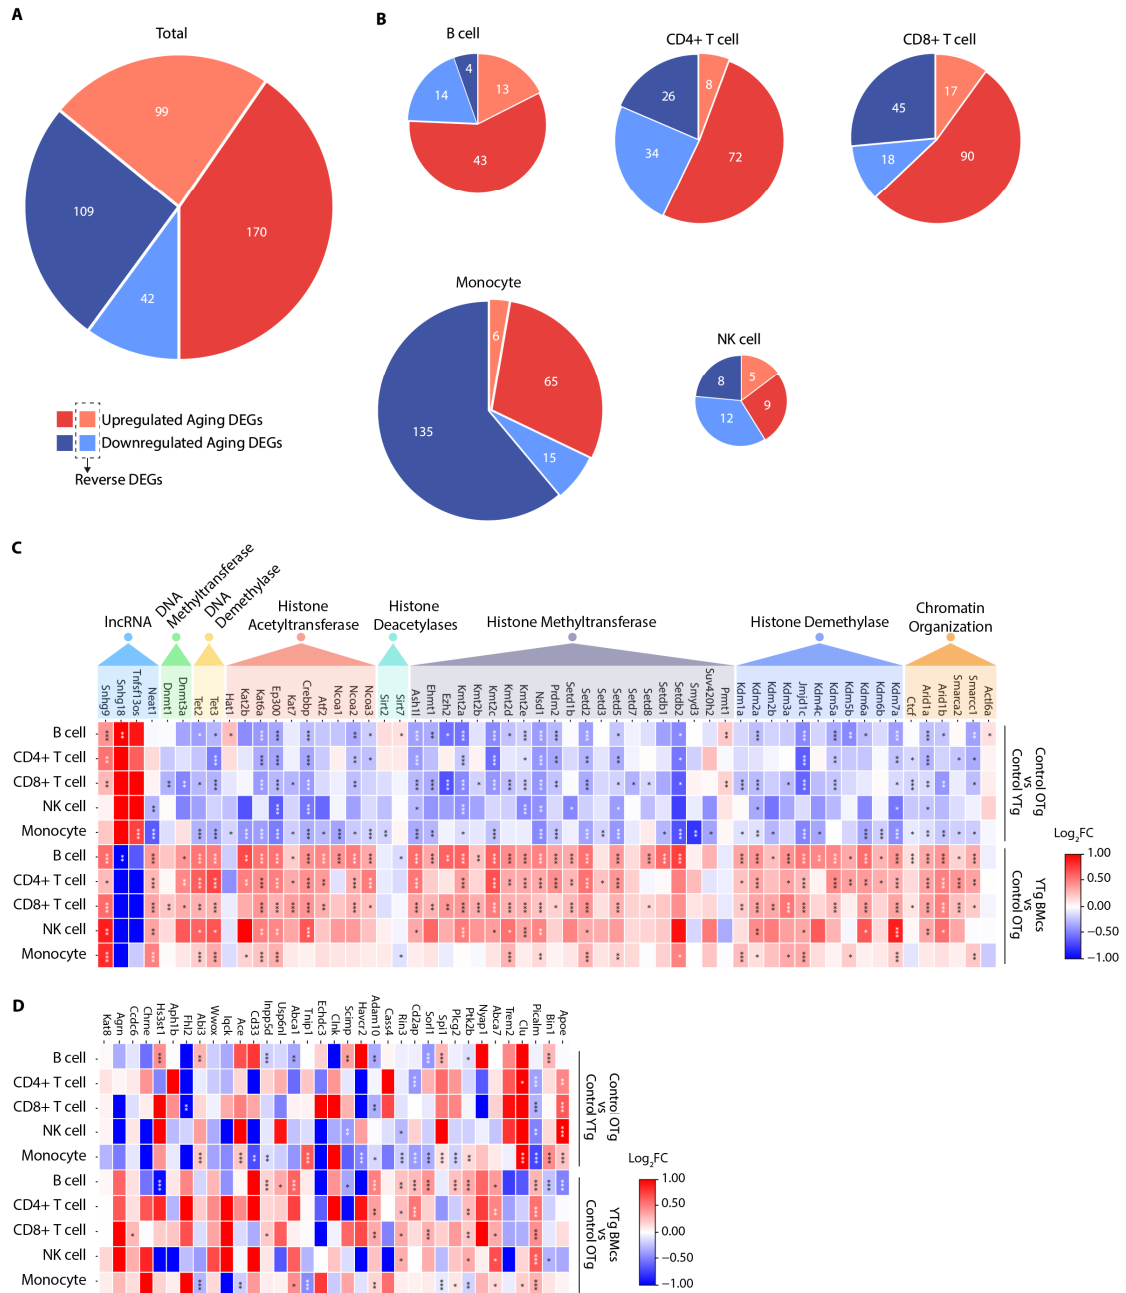 A
Total
99
170
109
42
Upregulated Aging DEGs
Downregulated Aging DEGs
Reverse DEGs
B
B cell
4
13
14
43
CD4+ T cell
8
26
34
72
CD8+ T cell
17
45
18
90
Monocyte
6
65
135
15
NK cell
8
5
9
12
C
lncRNA
DNA
Methyltransferase
DNA
Demethylase
Histone
Acetyltransferase
Histone
Deacetylases
Histone Methyltransferase
Histone Demethylase
Chromatin
Organization
Snhg9
Snhg18
Tnfsf13os
Neat1
Dnmt1
Dnmt3a
Tet2
Tet3
Hat1
Kat2b
Kat6a
Ep300
Kat7
Crebbp
Atf2
Ncoa1
Ncoa2
Ncoa3
Sirt2
Sirt7
Ash1l
Ehmt1
Ezh1
Kmt2a
Kmt2b
Kmt2c
Kmt2d
Kmt2e
Nsd1
Prdm2
Setd1b
Setd2
Setd3
Setd5
Setd7
Setd8
Setdb1
Setdb2
Smyd3
Suv420h2
Prmt1
Kdm1a
Kdm2a
Kdm2b
Kdm3a
Jmjd1c
Kdm4c
Kdm5a
Kdm5b
Kdm6a
Kdm6b
Kdm7a
Ctcf
Arid1a
Arid1b
Smarca2
Smarcc1
Actl6a
B cell
CD4+ T cell
CD8+ T cell
NK cell
Monocyte
B cell
CD4+ T cell
CD8+ T cell
NK cell
Monocyte
Control OTg
vs
Control YTg
YTg BMcs
vs
Control OTg
Log2FC
1.00
0.50
0.00
−0.50
−1.00
D
Kat8
Agrn
Ccdc6
Chrne
Hs3st1
Aph1b
Fhl2
Abi3
Wwox
Iqck
Ace
Cd33
Inpp5d
Usp6nl
Abca1
Tnip1
Echdc3
Clnk
Scimp
Havcr2
Adam10
Cass4
Rin3
Cd2ap
Sorl1
Spi1
Plcg2
Ptk2b
Nyap1
Abca7
Trem2
Clu
Picalm
Bin1
Apoe
B cell
CD4+ T cell
CD8+ T cell
NK cell
Monocyte
B cell
CD4+ T cell
CD8+ T cell
NK cell
Monocyte
Control OTg
vs
Control YTg
YTg BMcs
vs
Control OTg
Log2FC
1.00
0.50
0.00
−0.50
−1.00